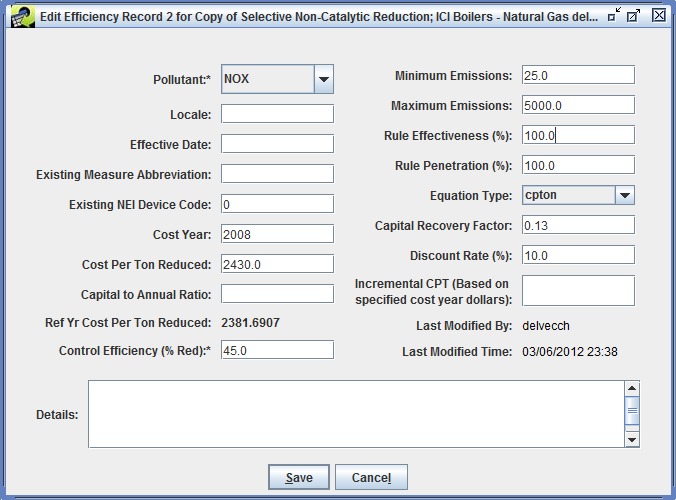 Edit Efficiency Record 2 for Copy of Selective Non-Catalytic Reduction; ICI Boilers - Natural Gas del...
Pollutant:* NOX
Locale:
Effective Date:
Existing Measure Abbreviation:
Existing NEI Device Code: 0
Cost Year: 2008
Cost Per Ton Reduced: 2430.0
Capital to Annual Ratio:
Ref Yr Cost Per Ton Reduced: 2381.6907
Control Efficiency (% Red):* 45.0
Minimum Emissions: 25.0
Maximum Emissions: 5000.0
Rule Effectiveness (%): 100.0
Rule Penetration (%): 100.0
Equation Type: cpton
Capital Recovery Factor: 0.13
Discount Rate (%): 10.0
Incremental CPT (Based on
specified cost year dollars):
Last Modified By: delvecch
Last Modified Time: 03/06/2012 23:38
Details:
Save Cancel